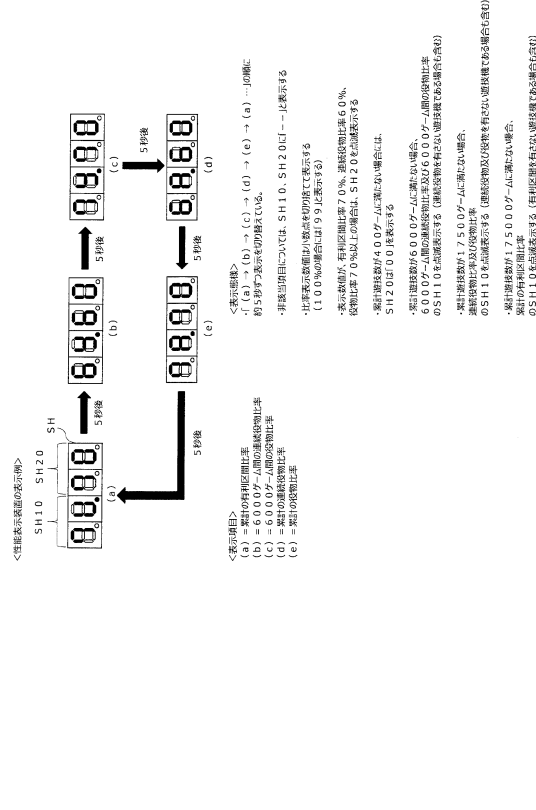 <性能表示装置の表示例>
SH10 SH20 SH
(a)
5秒後
(b)
5秒後
(c)
5秒後
(d)
5秒後
(e)
5秒後
<表示項目>
(a)=累計の有利区間比率
(b)=6000ゲーム間の連続役物比率
(c)=6000ゲーム間の役物比率
(d)=累計の連続役物比率
(e)=累計の役物比率
<表示態様>
・「(a)→(b)→(c)→(d)→(e)→(a)…」の順に
約5秒ずつ表示を切り替えている。
・非該当項目については、SH10、SH20に「--」と表示する
・比率表示数値は小数点を切り捨てて表示する
(100%の場合には「99」と表示する)
・表示数値が、有利区間比率70%、連続役物比率60%、
役物比率70%以上の場合は、SH20を点滅表示する
・累計遊技数が400ゲームに満たない場合には、
SH20は「00」を表示する
・累計遊技数が6000ゲームに満たない場合、
6000ゲーム間の連続役物比率及び6000ゲーム間の役物比率
のSH10を点滅表示する(連続役物を有さない遊技機である場合も含む)
・累計遊技数が17500ゲームに満たない場合、
連続役物比率及び役物比率
のSH10を点滅表示する(連続役物及び役物を有さない遊技機である場合も含む)
・累計遊技数が175000ゲームに満たない場合、
累計の有利区間比率
のSH10を点滅表示する(有利区間を有さない遊技機である場合も含む)